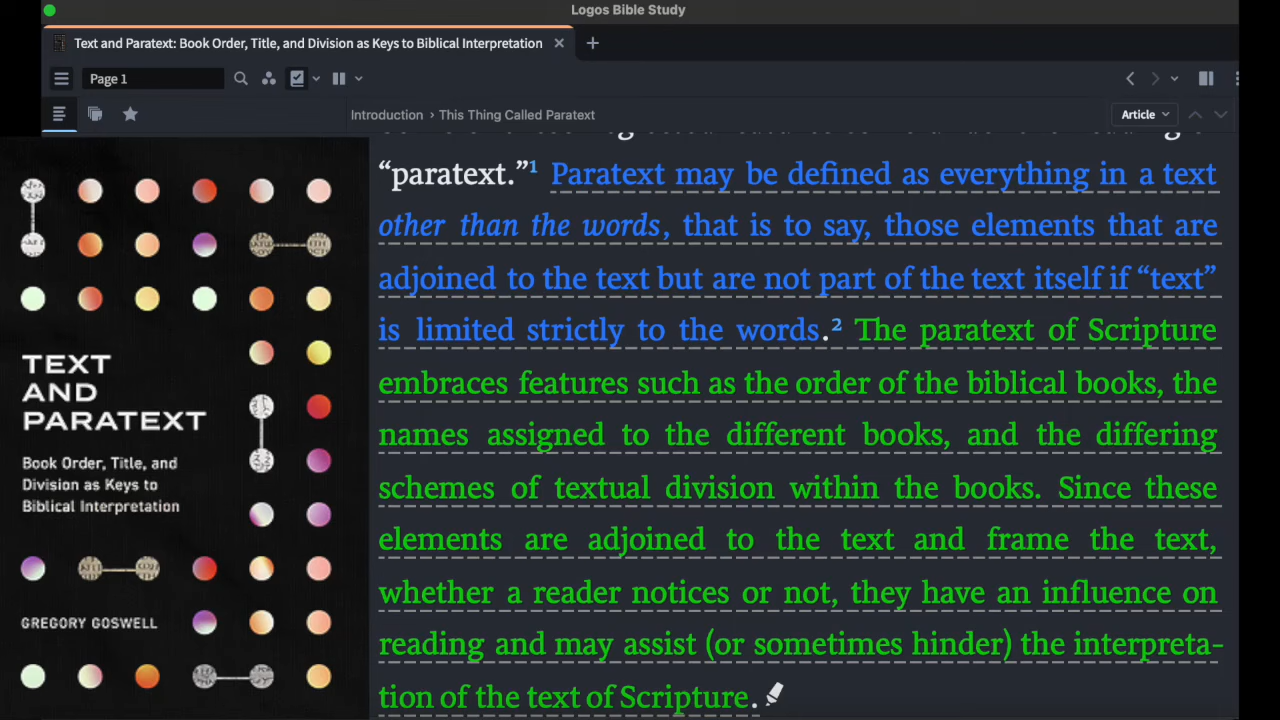 Logos Bible Study
Text and Paratext: Book Order, Title, and Division as Keys to Biblical Interpretation
Page 1
Introduction › This Thing Called Paratext
Article
TEXT
AND
PARATEXT
Book Order, Title, and
Division as Keys to
Biblical Interpretation
GREGORY GOSWELL
“paratext.”1 Paratext may be defined as everything in a text
other than the words, that is to say, those elements that are
adjoined to the text but are not part of the text itself if “text”
is limited strictly to the words.2 The paratext of Scripture
embraces features such as the order of the biblical books, the
names assigned to the different books, and the differing
schemes of textual division within the books. Since these
elements are adjoined to the text and frame the text,
whether a reader notices or not, they have an influence on
reading and may assist (or sometimes hinder) the interpreta-
tion of the text of Scripture.